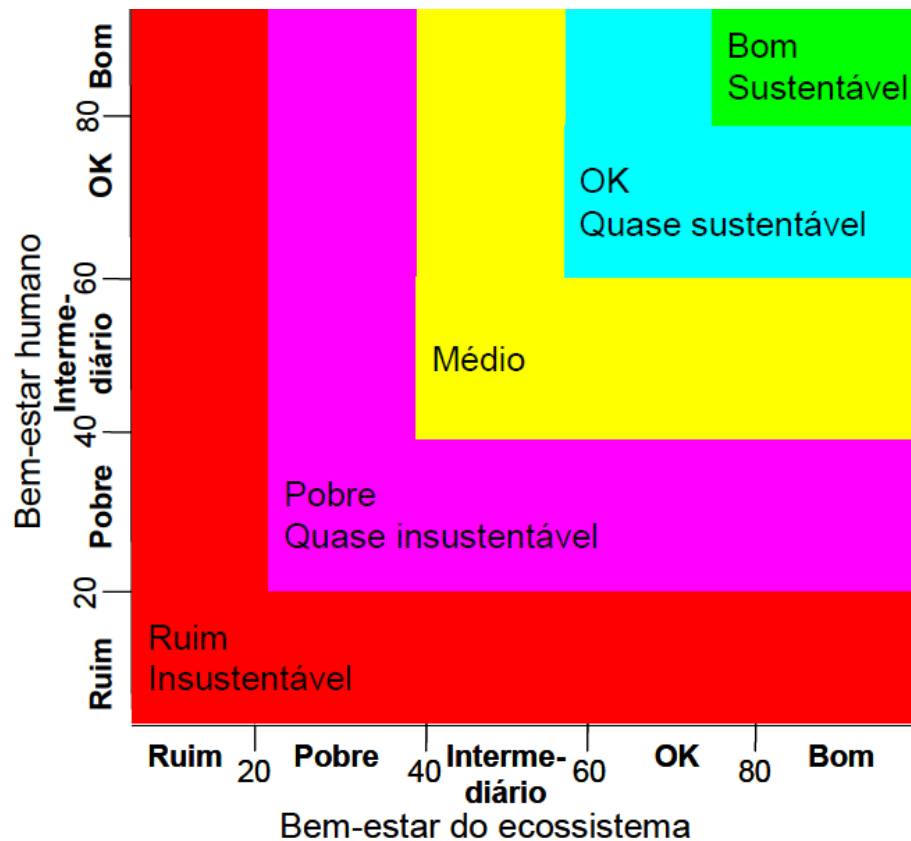 Bem-estar humano
Bom
80
OK
60
Interme-
diário
40
Pobre
20
Ruim
Bom
Sustentável
OK
Quase sustentável
Médio
Pobre
Quase insustentável
Ruim
Insustentável
Ruim
20
Pobre
40
Interme-
diário
60
OK
80
Bom
Bem-estar do ecossistema